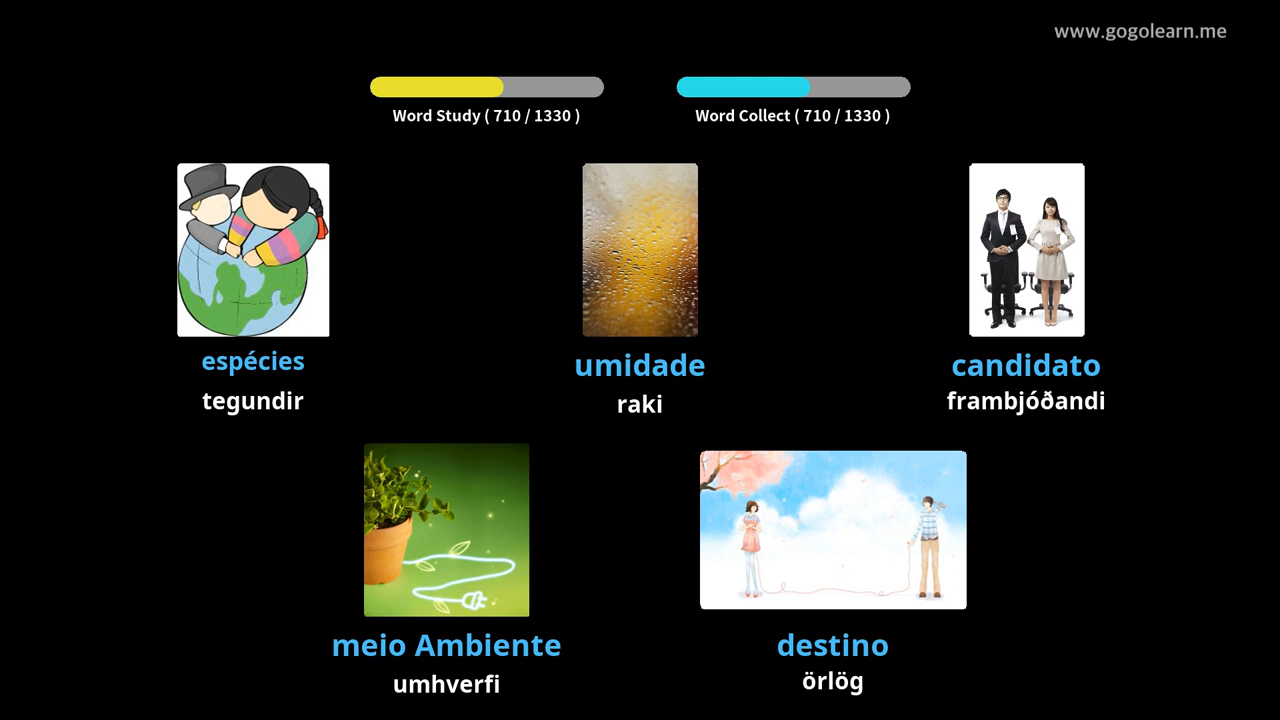 www.gogolearn.me
Word Study ( 710 / 1330 )
Word Collect ( 710 / 1330 )
espécies
tegundir
umidade
raki
candidato
frambjóðandi
meio Ambiente
umhverfi
destino
örlög